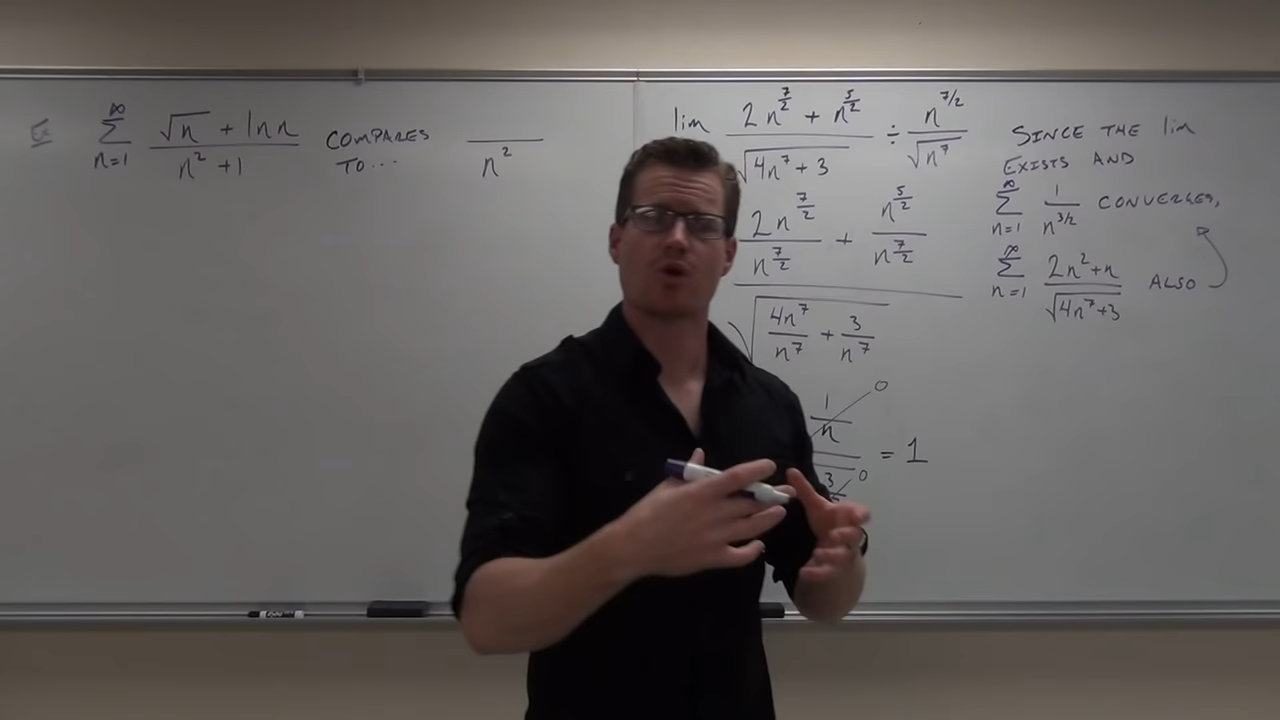 Ex ∞∑n=1 (√n + ln n)/(n² + 1) COMPARES TO... /n²
lim (2n^(7/2) + n^(5/2))/√(4n⁷ + 3) ÷ n^(7/2)/√(n⁷)
(2n^(7/2)/n^(7/2) + n^(5/2)/n^(7/2))
√(4n⁷/n⁷ + 3/n⁷)
1/n 0
3 0
= 1
SINCE THE lim
EXISTS AND
∞∑n=1 1/n^(3/2) CONVERGES,
∞∑n=1 (2n² + n)/√(4n⁷ + 3) ALSO